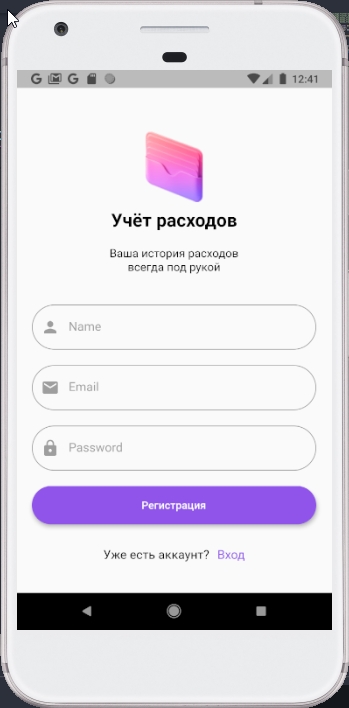 12:41
Учёт расходов
Ваша история расходов
всегда под рукой
Name
Email
Password
Регистрация
Уже есть аккаунт? Вход